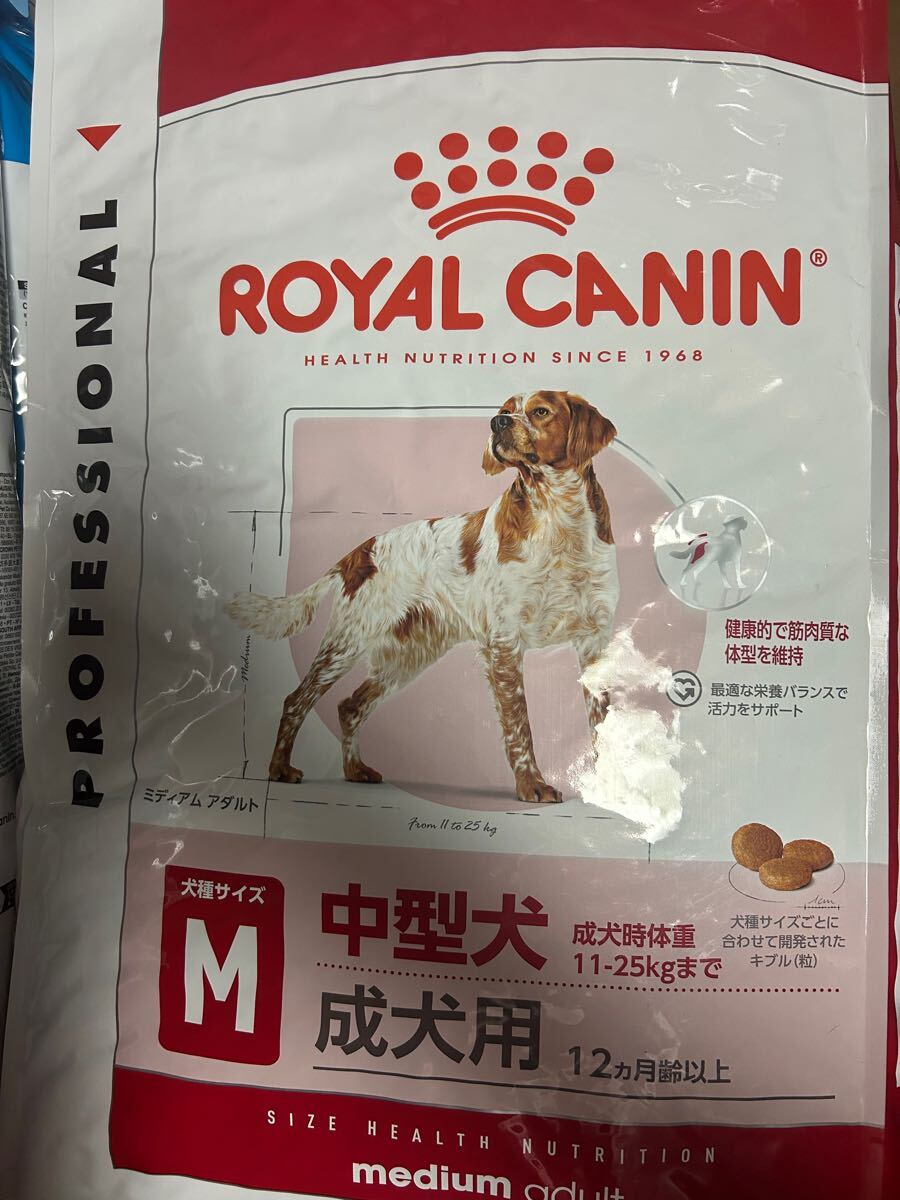 PROFESSIONAL
ROYAL CANIN®
HEALTH NUTRITION SINCE 1968
健康的で筋肉質な
体型を維持
最適な栄養バランスで
活力をサポート
Medium
ミディアム アダルト
From 11 to 25 kg
1cm
犬種サイズごとに
合わせて開発された
キブル(粒)
犬種サイズ
M
中型犬
成犬時体重
11-25kgまで
成犬用
12ヵ月齢以上
SIZE HEALTH NUTRITION
medium adult